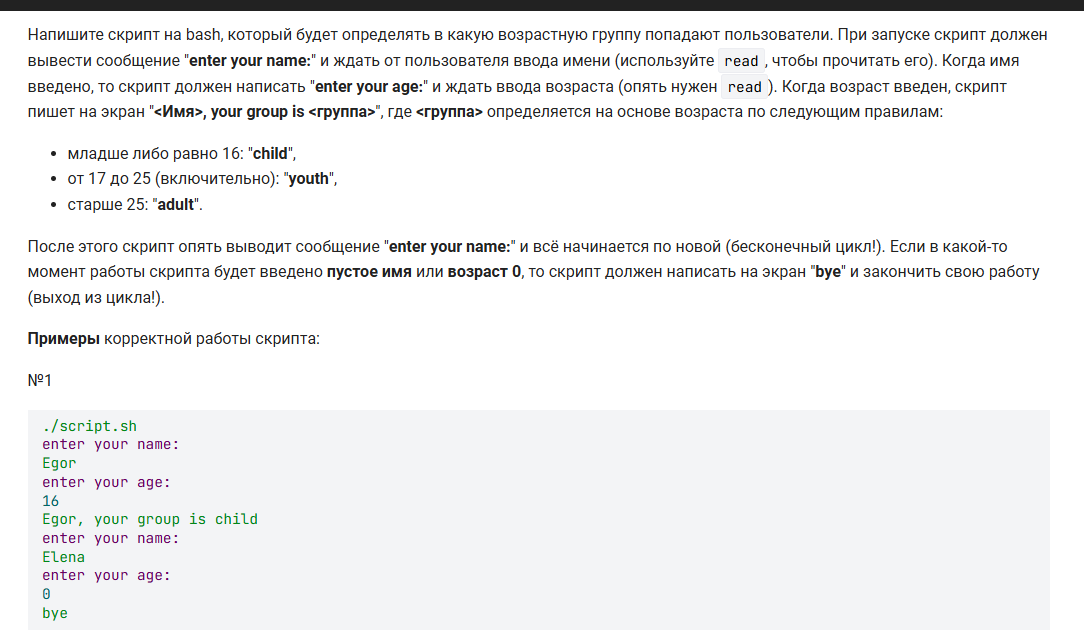 Напишите скрипт на bash, который будет определять в какую возрастную группу попадают пользователи. При запуске скрипт должен
вывести сообщение "enter your name:" и ждать от пользователя ввода имени (используйте read, чтобы прочитать его). Когда имя
введено, то скрипт должен написать "enter your age:" и ждать ввода возраста (опять нужен read). Когда возраст введен, скрипт
пишет на экран "<Имя>, your group is <группа>", где <группа> определяется на основе возраста по следующим правилам:
• младше либо равно 16: "child",
• от 17 до 25 (включительно): "youth",
• старше 25: "adult".
После этого скрипт опять выводит сообщение "enter your name:" и всё начинается по новой (бесконечный цикл!). Если в какой-то
момент работы скрипта будет введено пустое имя или возраст 0, то скрипт должен написать на экран "bye" и закончить свою работу
(выход из цикла!).
Примеры корректной работы скрипта:
№1
./script.sh
enter your name:
Egor
enter your age:
16
Egor, your group is child
enter your name:
Elena
enter your age:
0
bye